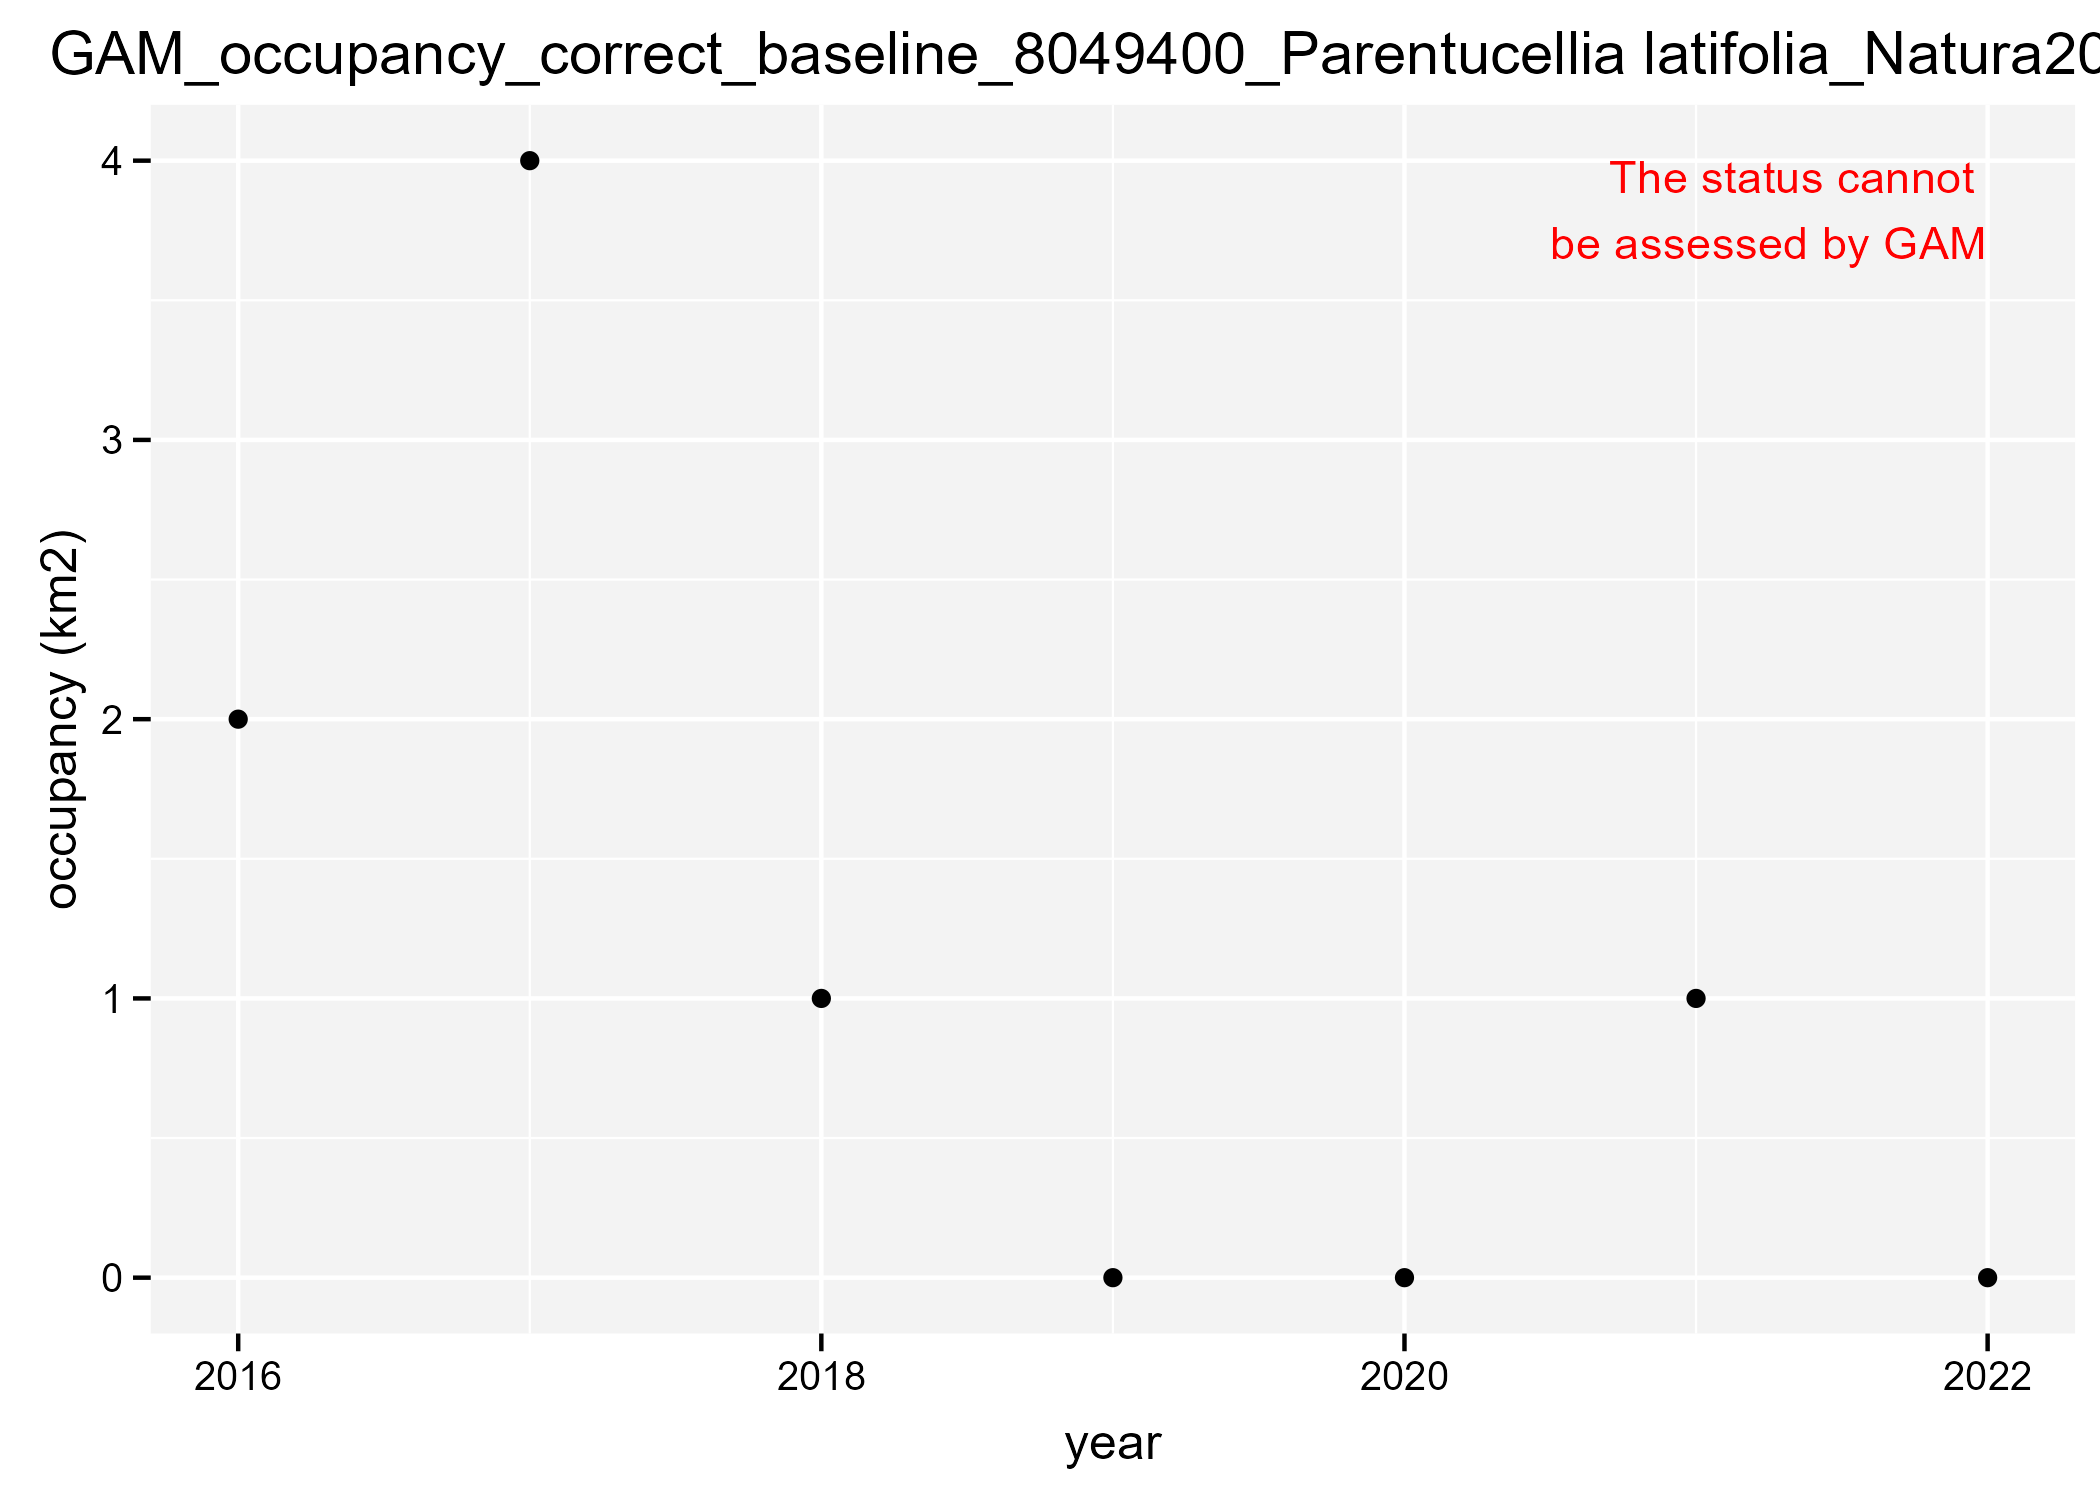 GAM_occupancy_correct_baseline_8049400_Parentucellia latifolia_Natura20
4
The status cannot
be assessed by GAM
3
occupancy (km2)
2
1
0
2016 2018 2020 2022
year